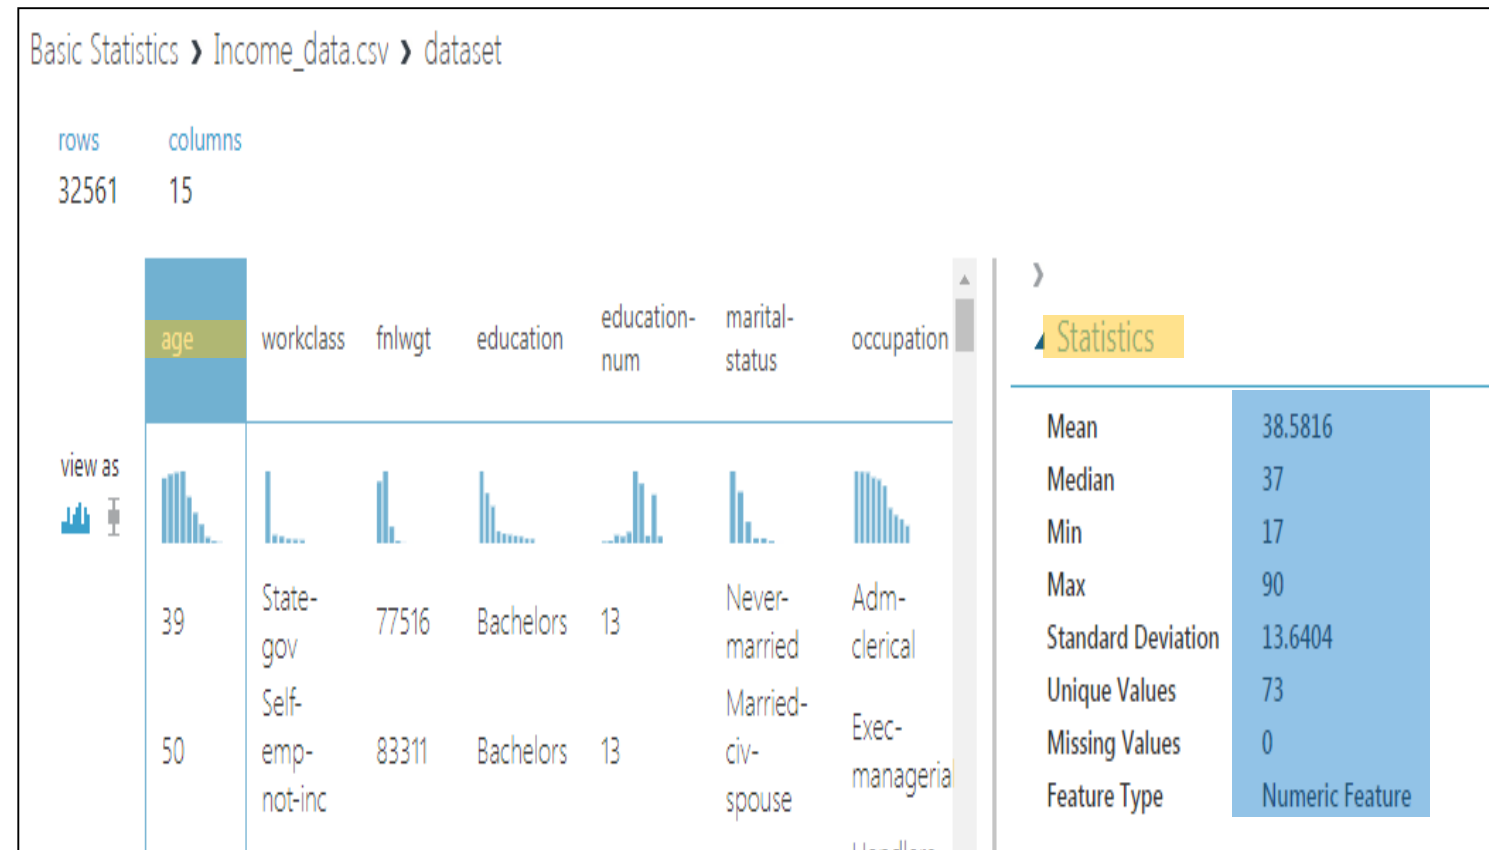 Basic Statistics ❯ Income_data.csv ❯ dataset
rows columns
32561 15
age workclass fnlwgt education education-num marital-status occupation
view as
39 State-gov 77516 Bachelors 13 Never-married Adm-clerical
50 Self-emp-not-inc 83311 Bachelors 13 Married-civ-spouse Exec-managerial
Statistics
Mean 38.5816
Median 37
Min 17
Max 90
Standard Deviation 13.6404
Unique Values 73
Missing Values 0
Feature Type Numeric Feature